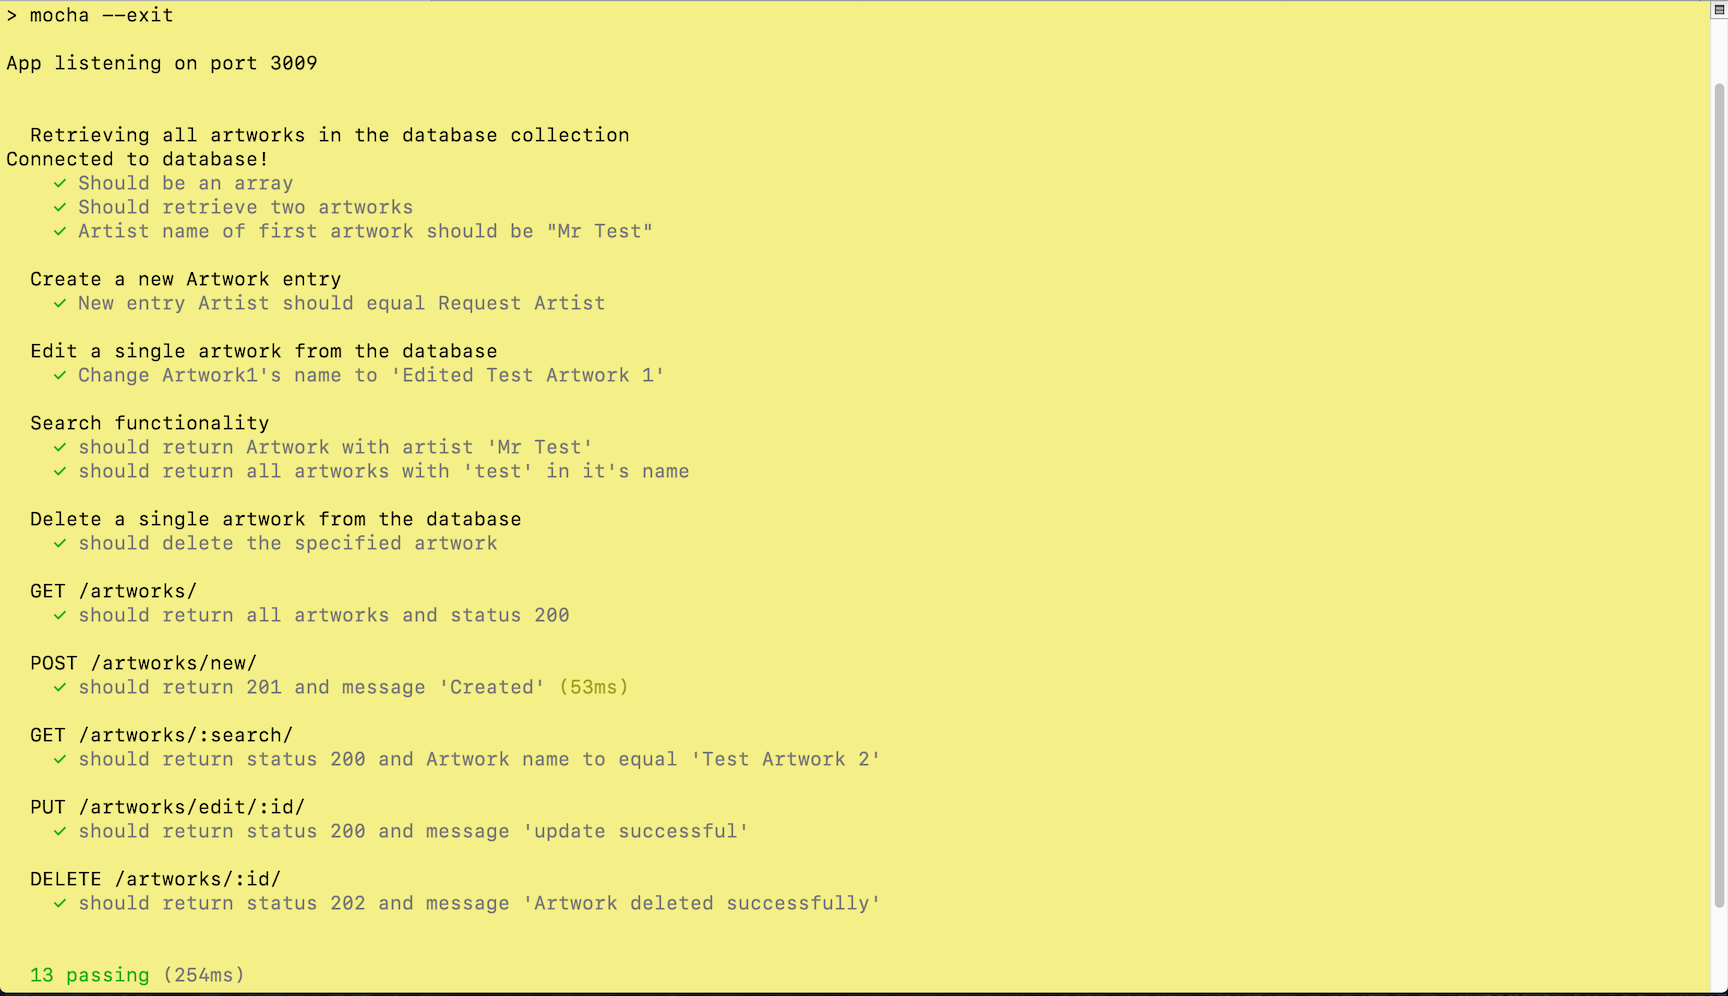 > mocha --exit
App listening on port 3009
Retrieving all artworks in the database collection
Connected to database!
✓ Should be an array
✓ Should retrieve two artworks
✓ Artist name of first artwork should be "Mr Test"
Create a new Artwork entry
✓ New entry Artist should equal Request Artist
Edit a single artwork from the database
✓ Change Artwork1's name to 'Edited Test Artwork 1'
Search functionality
✓ should return Artwork with artist 'Mr Test'
✓ should return all artworks with 'test' in it's name
Delete a single artwork from the database
✓ should delete the specified artwork
GET /artworks/
✓ should return all artworks and status 200
POST /artworks/new/
✓ should return 201 and message 'Created' (53ms)
GET /artworks/:search/
✓ should return status 200 and Artwork name to equal 'Test Artwork 2'
PUT /artworks/edit/:id/
✓ should return status 200 and message 'update successful'
DELETE /artworks/:id/
✓ should return status 202 and message 'Artwork deleted successfully'
13 passing (254ms)